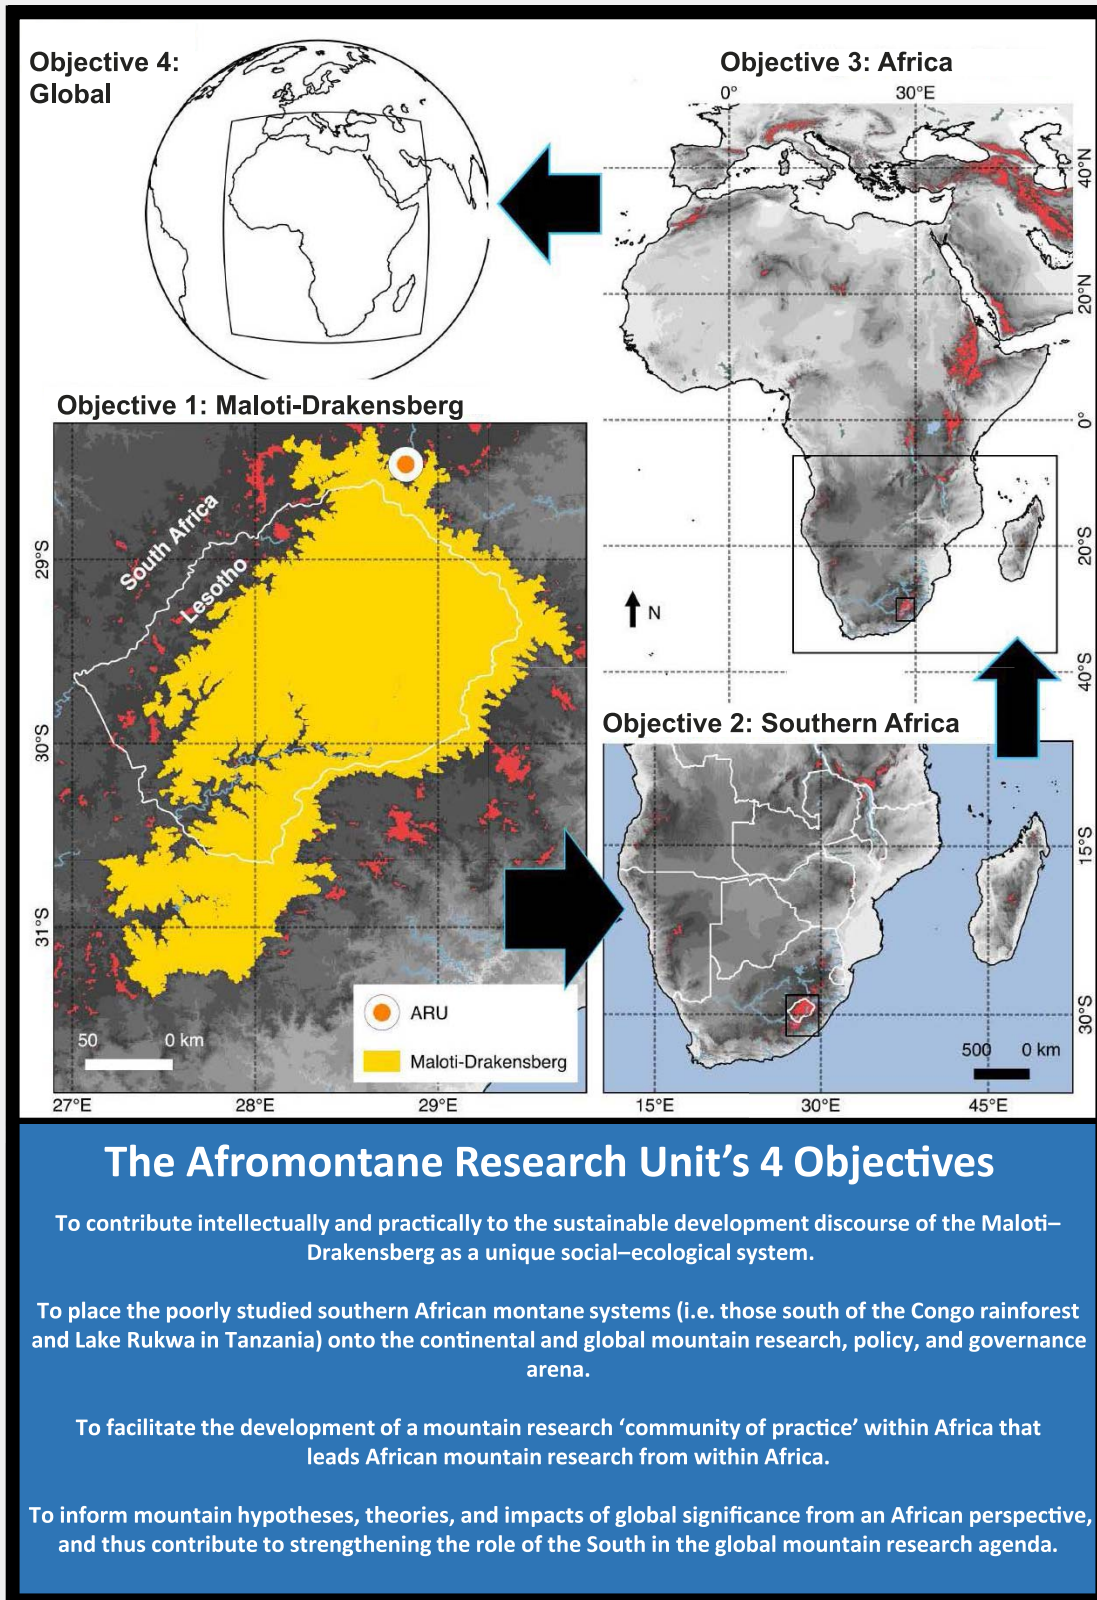 Objective 4:
Global
Objective 3: Africa
0°
30°E
40°N
20°N
0°
20°S
40°S
N
Objective 1: Maloti-Drakensberg
South Africa
Lesotho
29°S
30°S
31°S
ARU
Maloti-Drakensberg
50 0 km
27°E 28°E 29°E
Objective 2: Southern Africa
15°S
30°S
500 0 km
15°E 30°E 45°E
The Afromontane Research Unit's 4 Objectives
To contribute intellectually and practically to the sustainable development discourse of the Maloti–
Drakensberg as a unique social–ecological system.
To place the poorly studied southern African montane systems (i.e. those south of the Congo rainforest
and Lake Rukwa in Tanzania) onto the continental and global mountain research, policy, and governance
arena.
To facilitate the development of a mountain research ‘community of practice’ within Africa that
leads African mountain research from within Africa.
To inform mountain hypotheses, theories, and impacts of global significance from an African perspective,
and thus contribute to strengthening the role of the South in the global mountain research agenda.